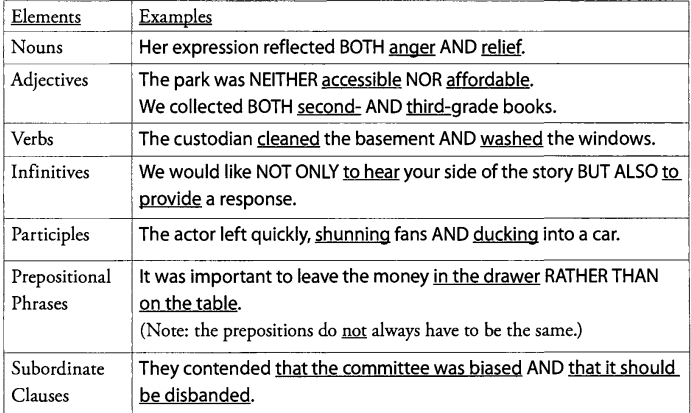 Elements Examples
Nouns Her expression reflected BOTH anger AND relief.
Adjectives The park was NEITHER accessible NOR affordable.
We collected BOTH second- AND third-grade books.
Verbs The custodian cleaned the basement AND washed the windows.
Infinitives We would like NOT ONLY to hear your side of the story BUT ALSO to
provide a response.
Participles The actor left quickly, shunning fans AND ducking into a car.
Prepositional It was important to leave the money in the drawer RATHER THAN
Phrases on the table.
(Note: the prepositions do not always have to be the same.)
Subordinate They contended that the committee was biased AND that it should
Clauses be disbanded.